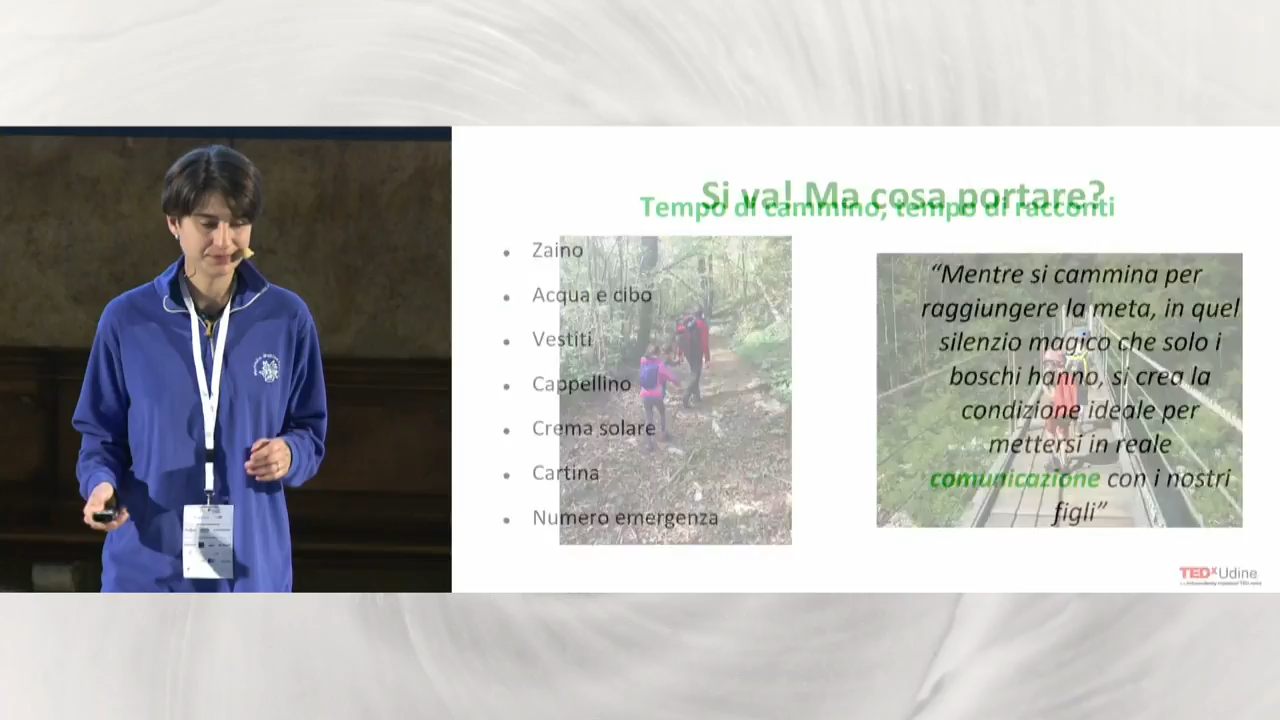 Si va! Ma cosa portare?
Tempo di cammino, tempo di racconti
• Zaino
• Acqua e cibo
• Vestiti
• Cappellino
• Crema solare
• Cartina
• Numero emergenza
“Mentre si cammina per
raggiungere la meta, in quel
silenzio magico che solo i
boschi hanno, si crea la
condizione ideale per
mettersi in reale
comunicazione con i nostri
figli”
TEDxUdine